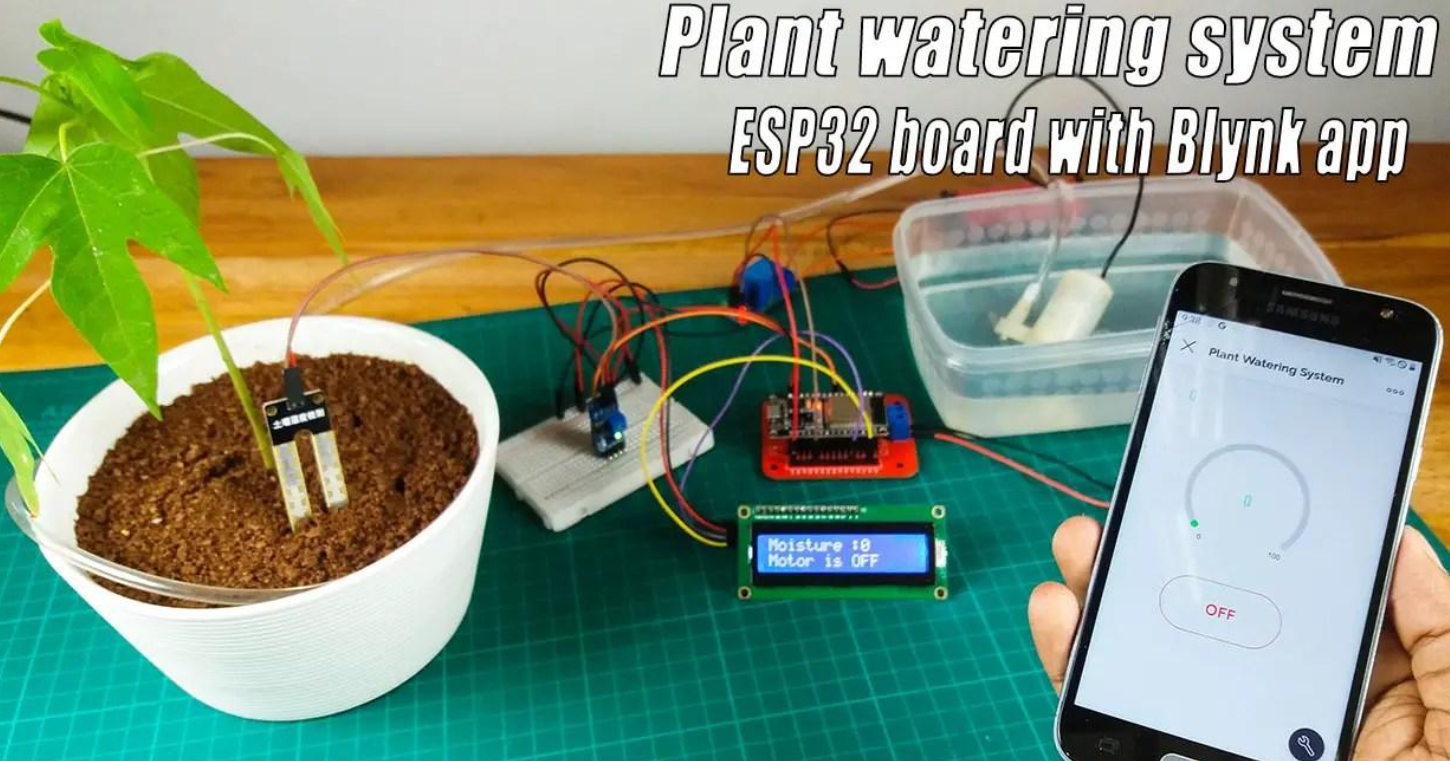 Plant watering system
ESP32 board with Blynk app
SAMSUNG
Plant Watering System
0
0
0
100
OFF
Moisture :0
Motor is OFF